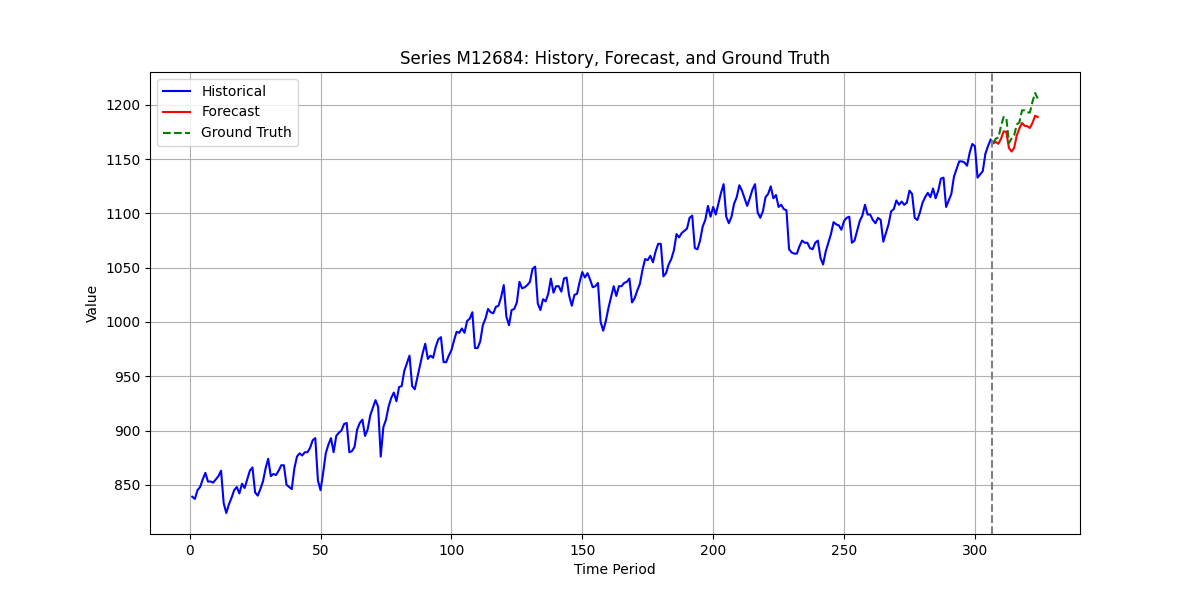 Series M12684: History, Forecast, and Ground Truth
Historical
Forecast
Ground Truth
1200
1150
1100
1050
1000
950
900
850
Value
0 50 100 150 200 250 300
Time Period